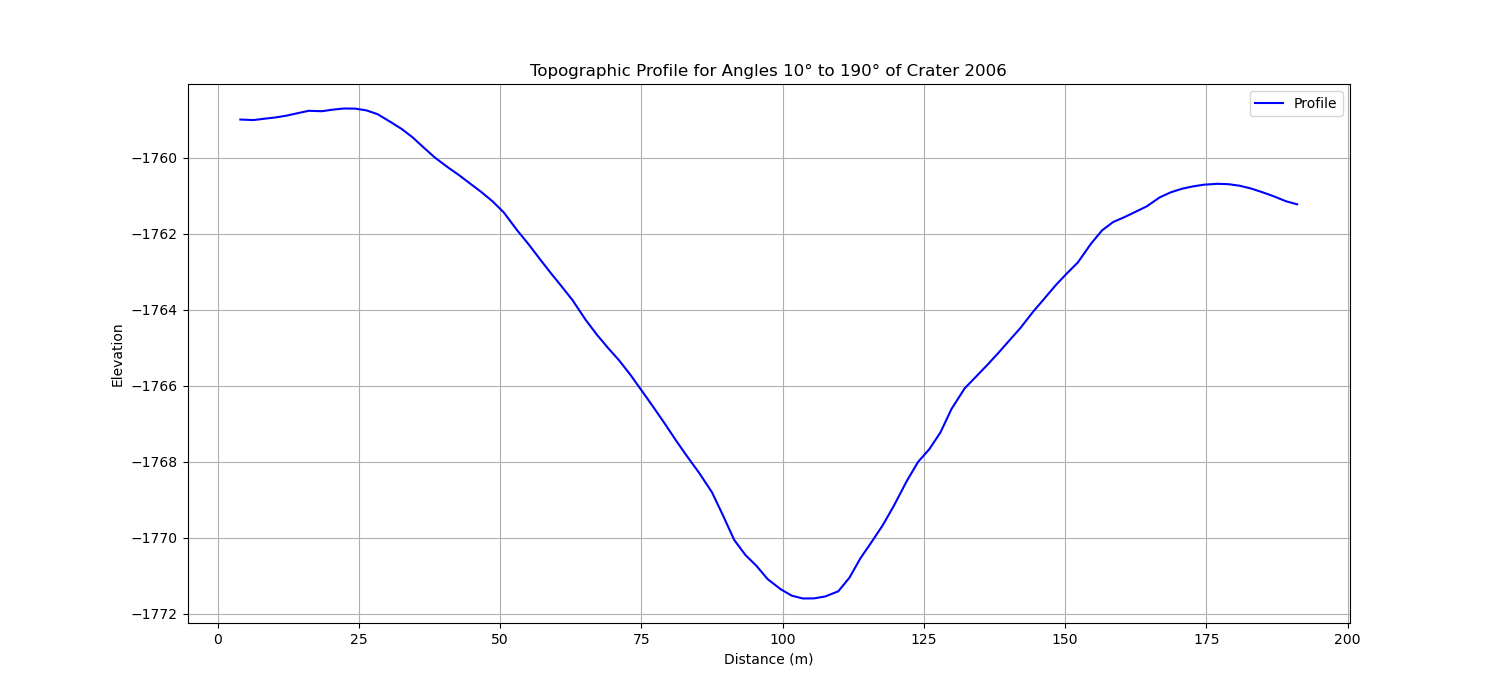 Topographic Profile for Angles 10° to 190° of Crater 2006
Profile
−1760
−1762
−1764
−1766
−1768
−1770
−1772
Elevation
0 25 50 75 100 125 150 175 200
Distance (m)